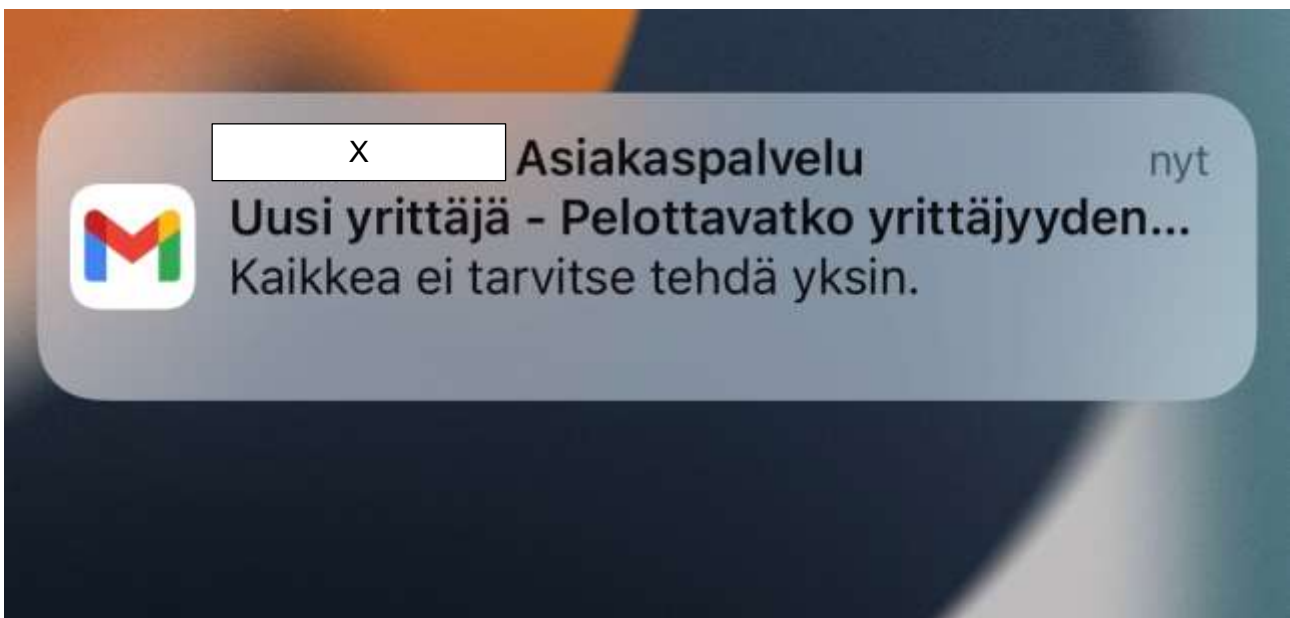 X Asiakaspalvelu nyt
Uusi yrittäjä - Pelottavatko yrittäjyyden...
Kaikkea ei tarvitse tehdä yksin.